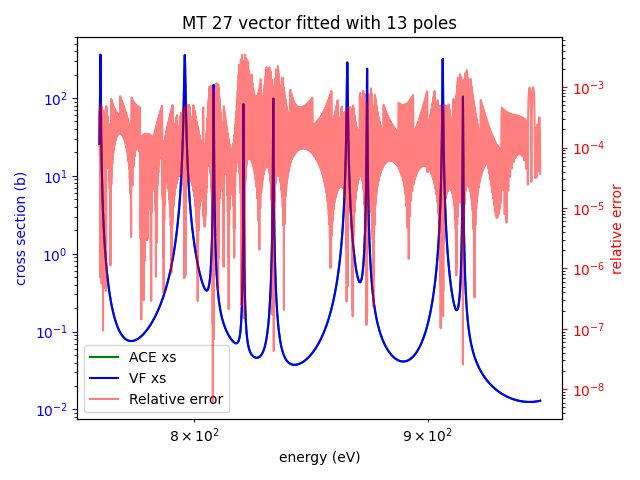 MT 27 vector fitted with 13 poles
10²
10¹
10⁰
10⁻¹
10⁻²
cross section (b)
10⁻³
10⁻⁴
10⁻⁵
10⁻⁶
10⁻⁷
10⁻⁸
relative error
ACE xs
VF xs
Relative error
8 × 10²
9 × 10²
energy (eV)